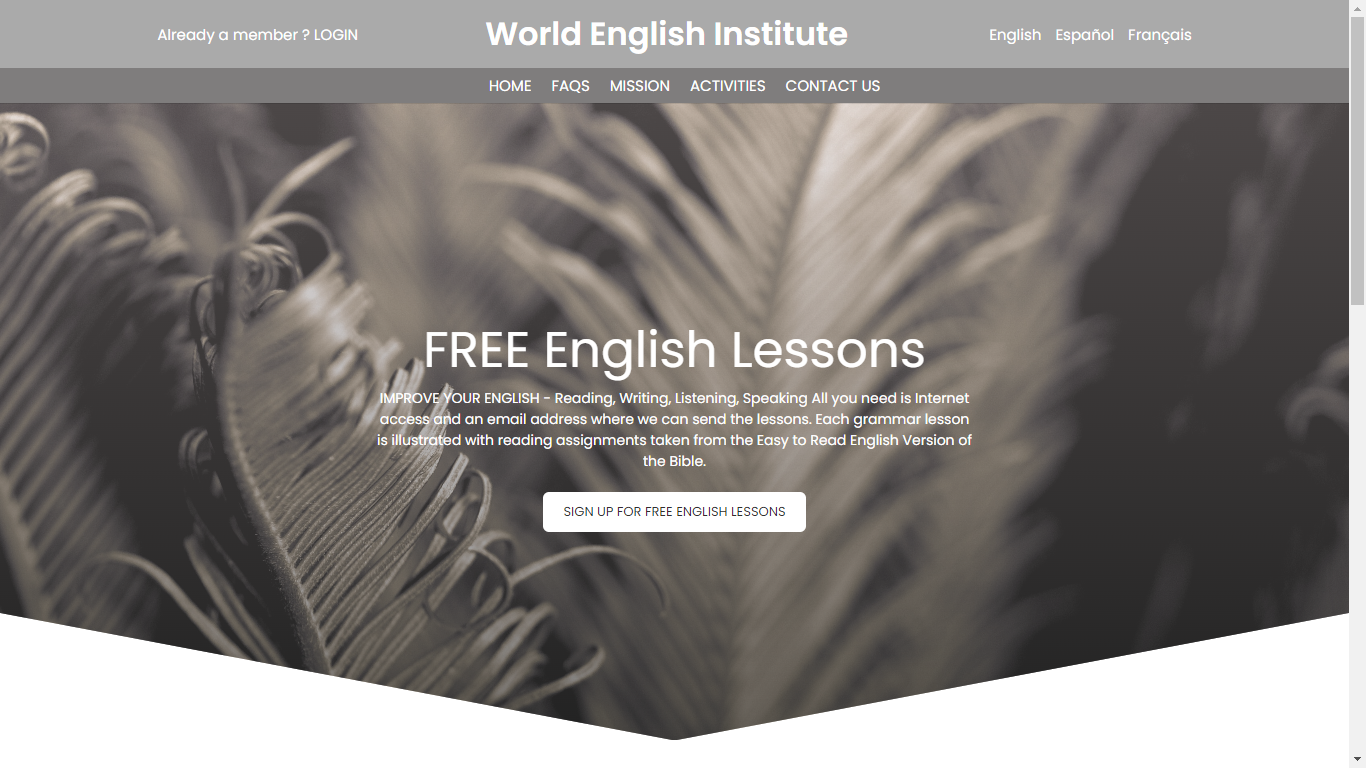 Already a member ? LOGIN
World English Institute
English Español Français
HOME FAQS MISSION ACTIVITIES CONTACT US
FREE English Lessons
IMPROVE YOUR ENGLISH - Reading, Writing, Listening, Speaking All you need is Internet
access and an email address where we can send the lessons. Each grammar lesson
is illustrated with reading assignments taken from the Easy to Read English Version of
the Bible.
SIGN UP FOR FREE ENGLISH LESSONS